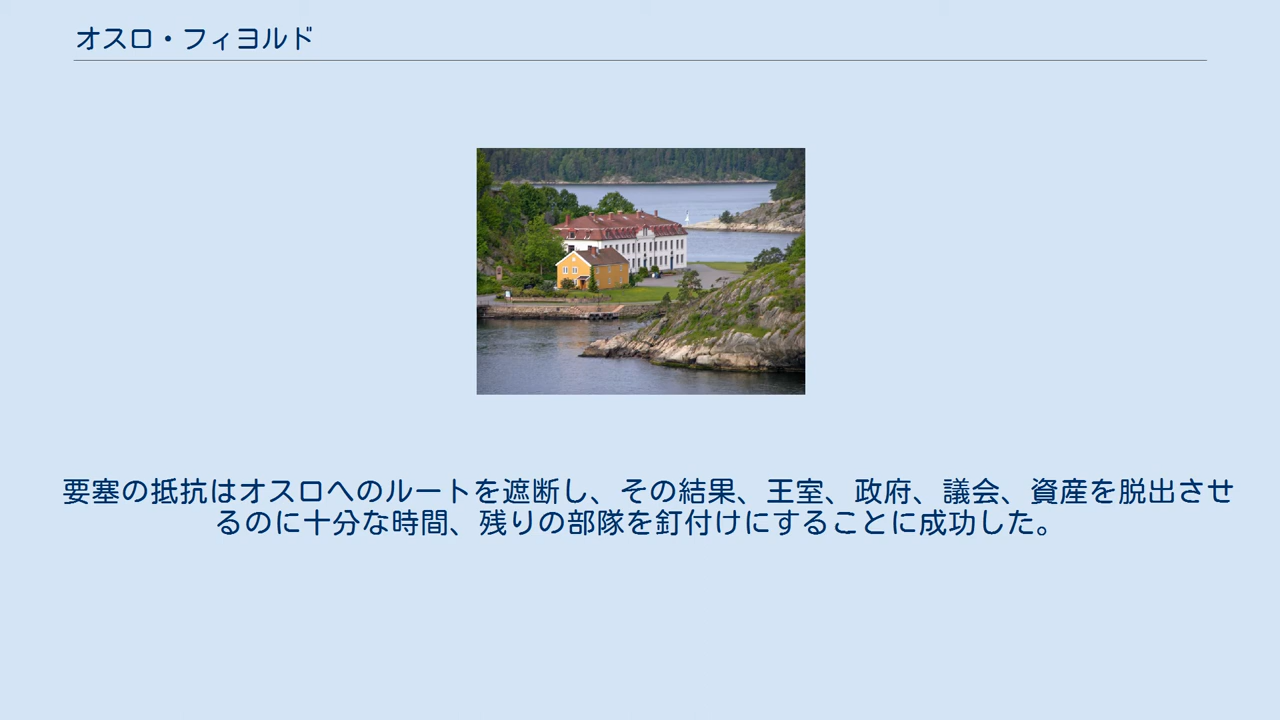 オスロ・フィヨルド
要塞の抵抗はオスロへのルートを遮断し、その結果、王室、政府、議会、資産を脱出させ
るのに十分な時間、残りの部隊を釘付けにすることに成功した。